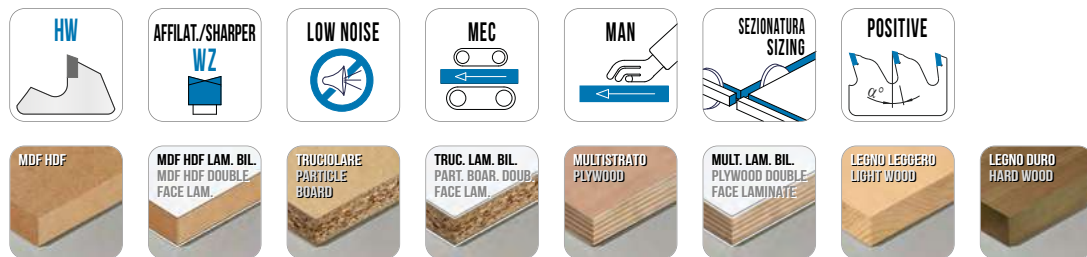 HW
AFFILAT./SHARPER
WZ
LOW NOISE
MEC
MAN
SEZIONATURA
SIZING
POSITIVE
α°
MDF HDF
MDF HDF LAM. BIL.
MDF HDF DOUBLE
FACE LAM.
TRUCIOLARE
PARTICLE
BOARD
TRUC. LAM. BIL.
PART. BOAR. DOUB.
FACE LAM.
MULTISTRATO
PLYWOOD
MULT. LAM. BIL.
PLYWOOD DOUBLE
FACE LAMINATE
LEGNO LEGGERO
LIGHT WOOD
LEGNO DURO
HARD WOOD